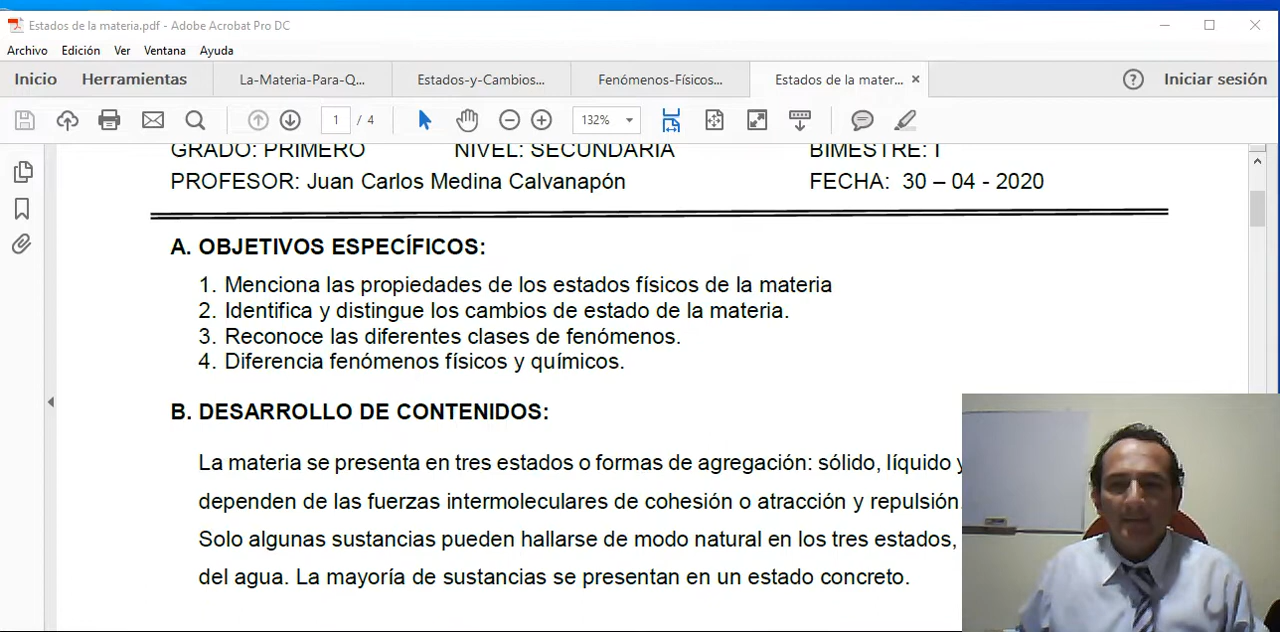 Estados de la materia.pdf - Adobe Acrobat Pro DC
Archivo Edición Ver Ventana Ayuda
Inicio Herramientas La-Materia-Para-Q... Estados-y-Cambios... Fenómenos-Físicos... Estados de la mater... × Iniciar sesión
1 / 4 132%
GRADO: PRIMERO NIVEL: SECUNDARIA BIMESTRE: I
PROFESOR: Juan Carlos Medina Calvanapón FECHA: 30 – 04 - 2020
A. OBJETIVOS ESPECÍFICOS:
1. Menciona las propiedades de los estados físicos de la materia
2. Identifica y distingue los cambios de estado de la materia.
3. Reconoce las diferentes clases de fenómenos.
4. Diferencia fenómenos físicos y químicos.
B. DESARROLLO DE CONTENIDOS:
La materia se presenta en tres estados o formas de agregación: sólido, líquido y
dependen de las fuerzas intermoleculares de cohesión o atracción y repulsión.
Solo algunas sustancias pueden hallarse de modo natural en los tres estados,
del agua. La mayoría de sustancias se presentan en un estado concreto.